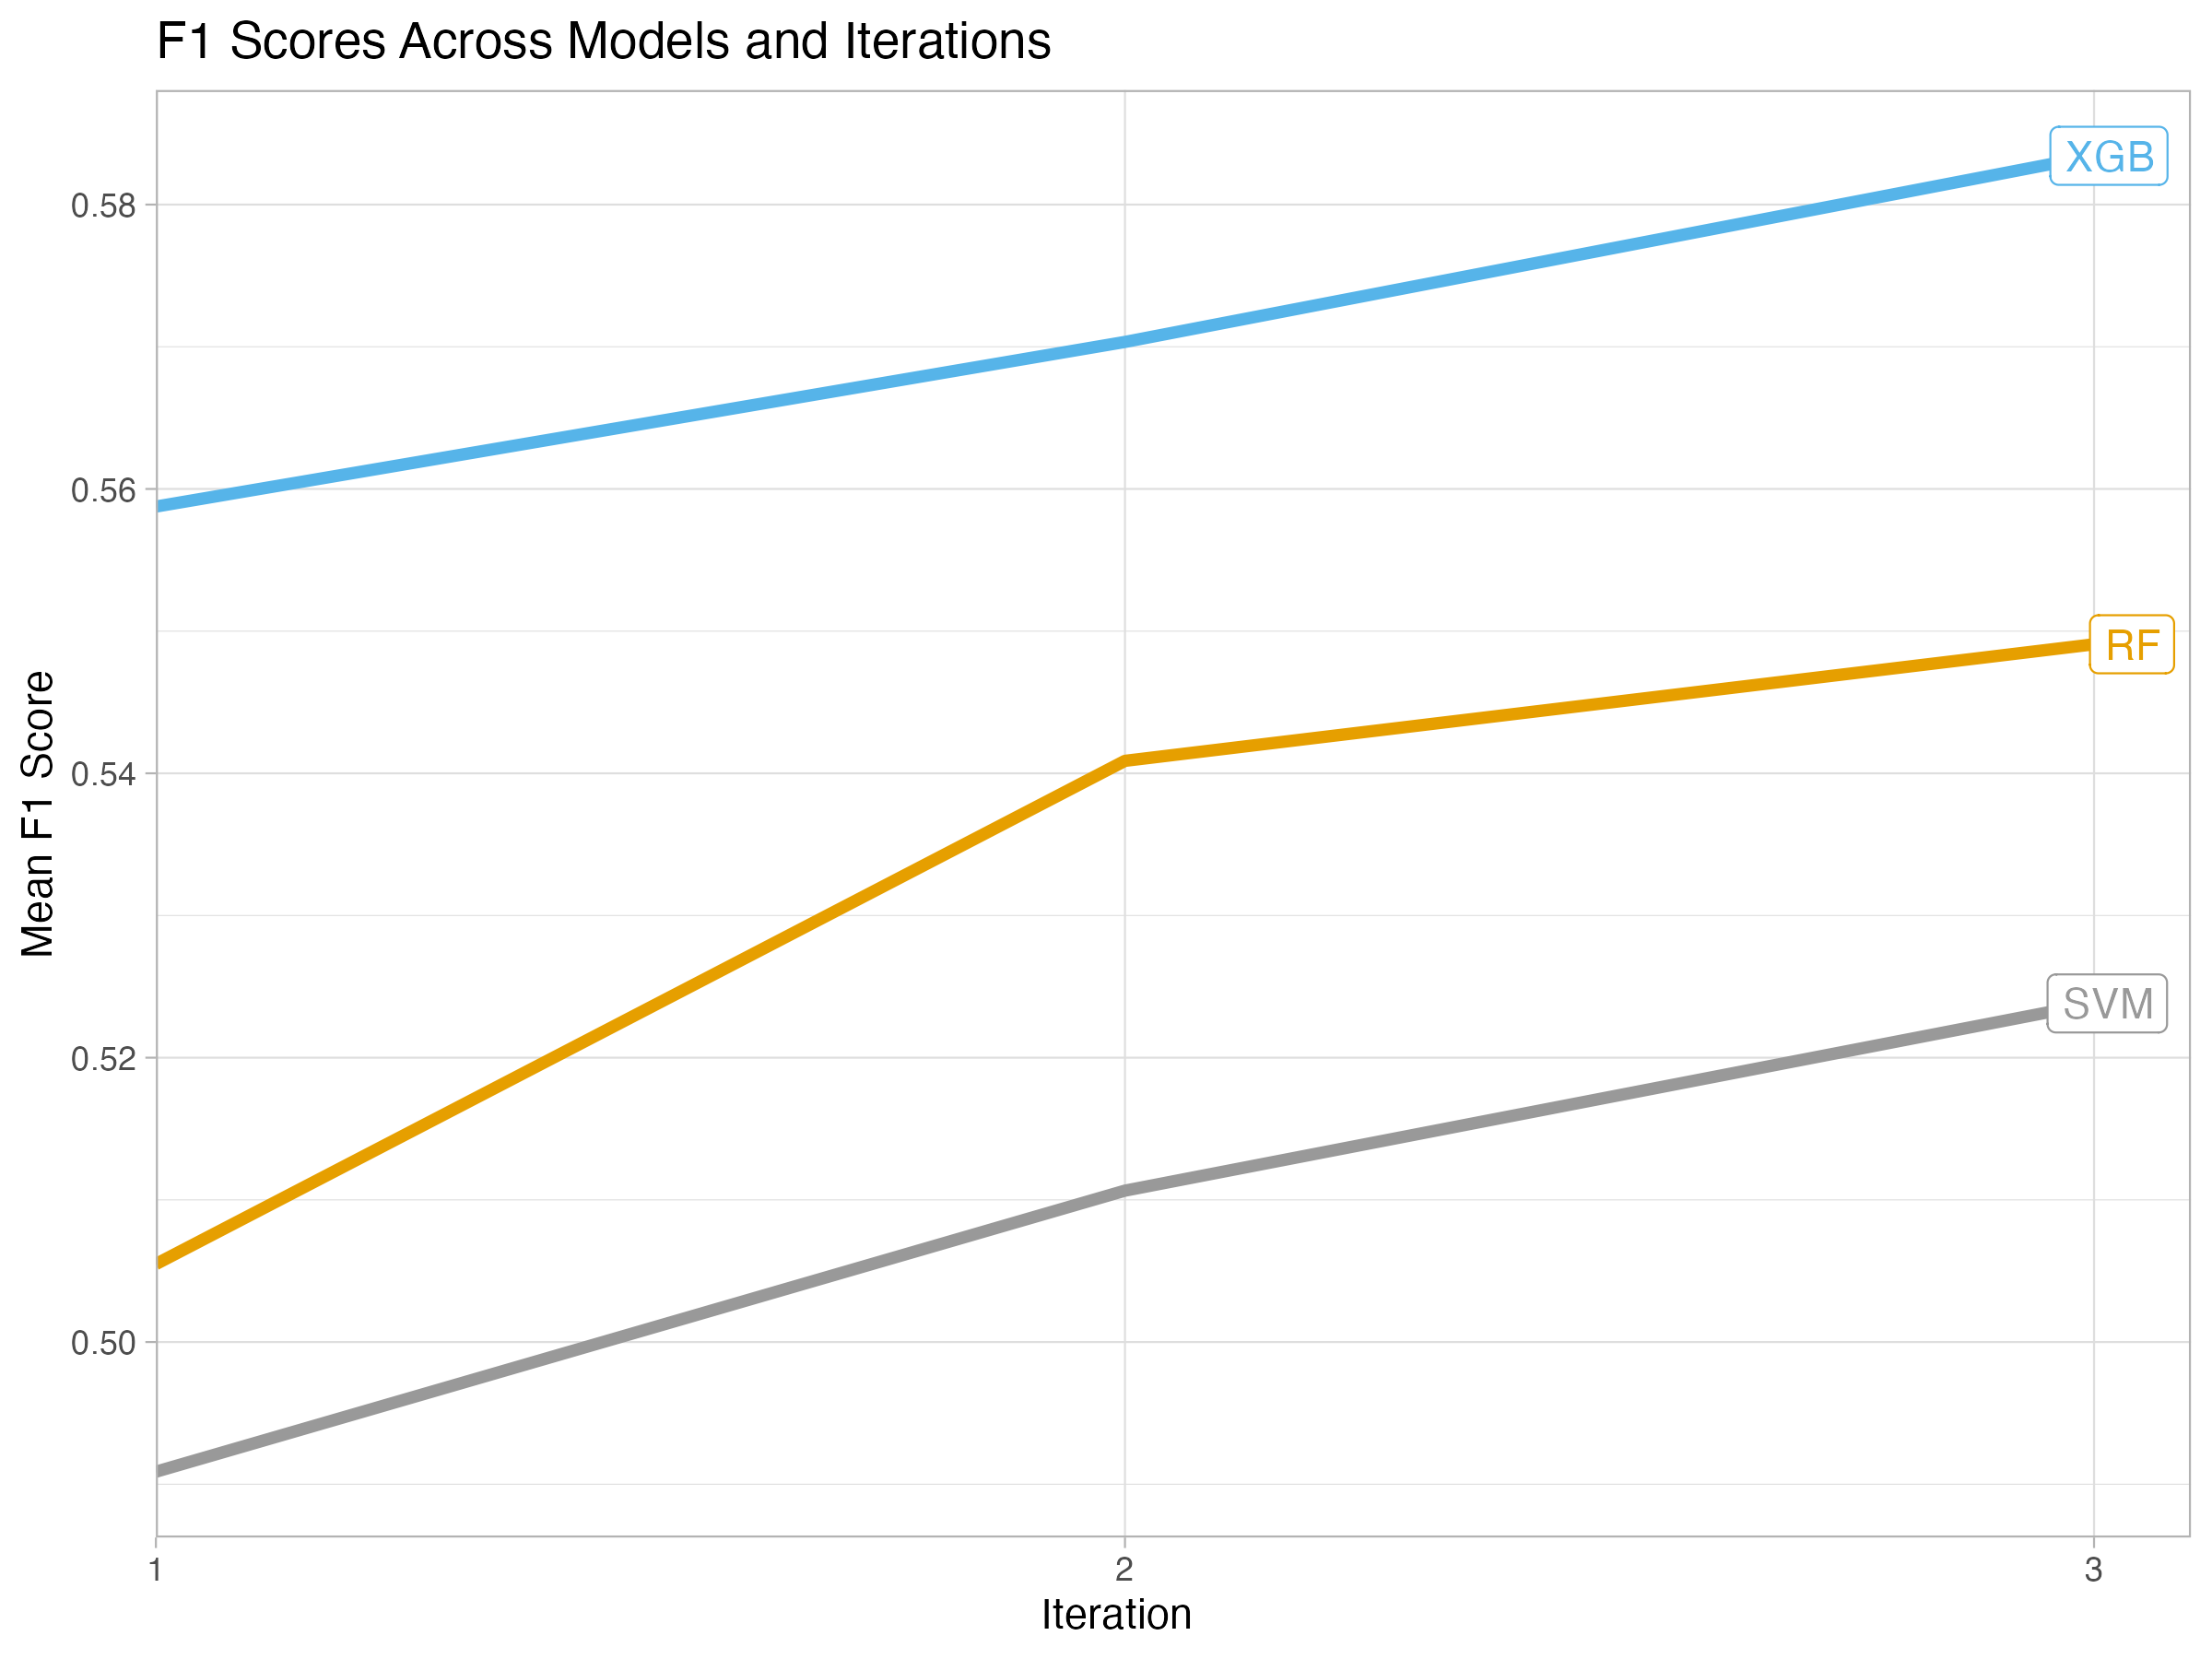 F1 Scores Across Models and Iterations
Mean F1 Score
0.58
0.56
0.54
0.52
0.50
XGB
RF
SVM
1
2
3
Iteration